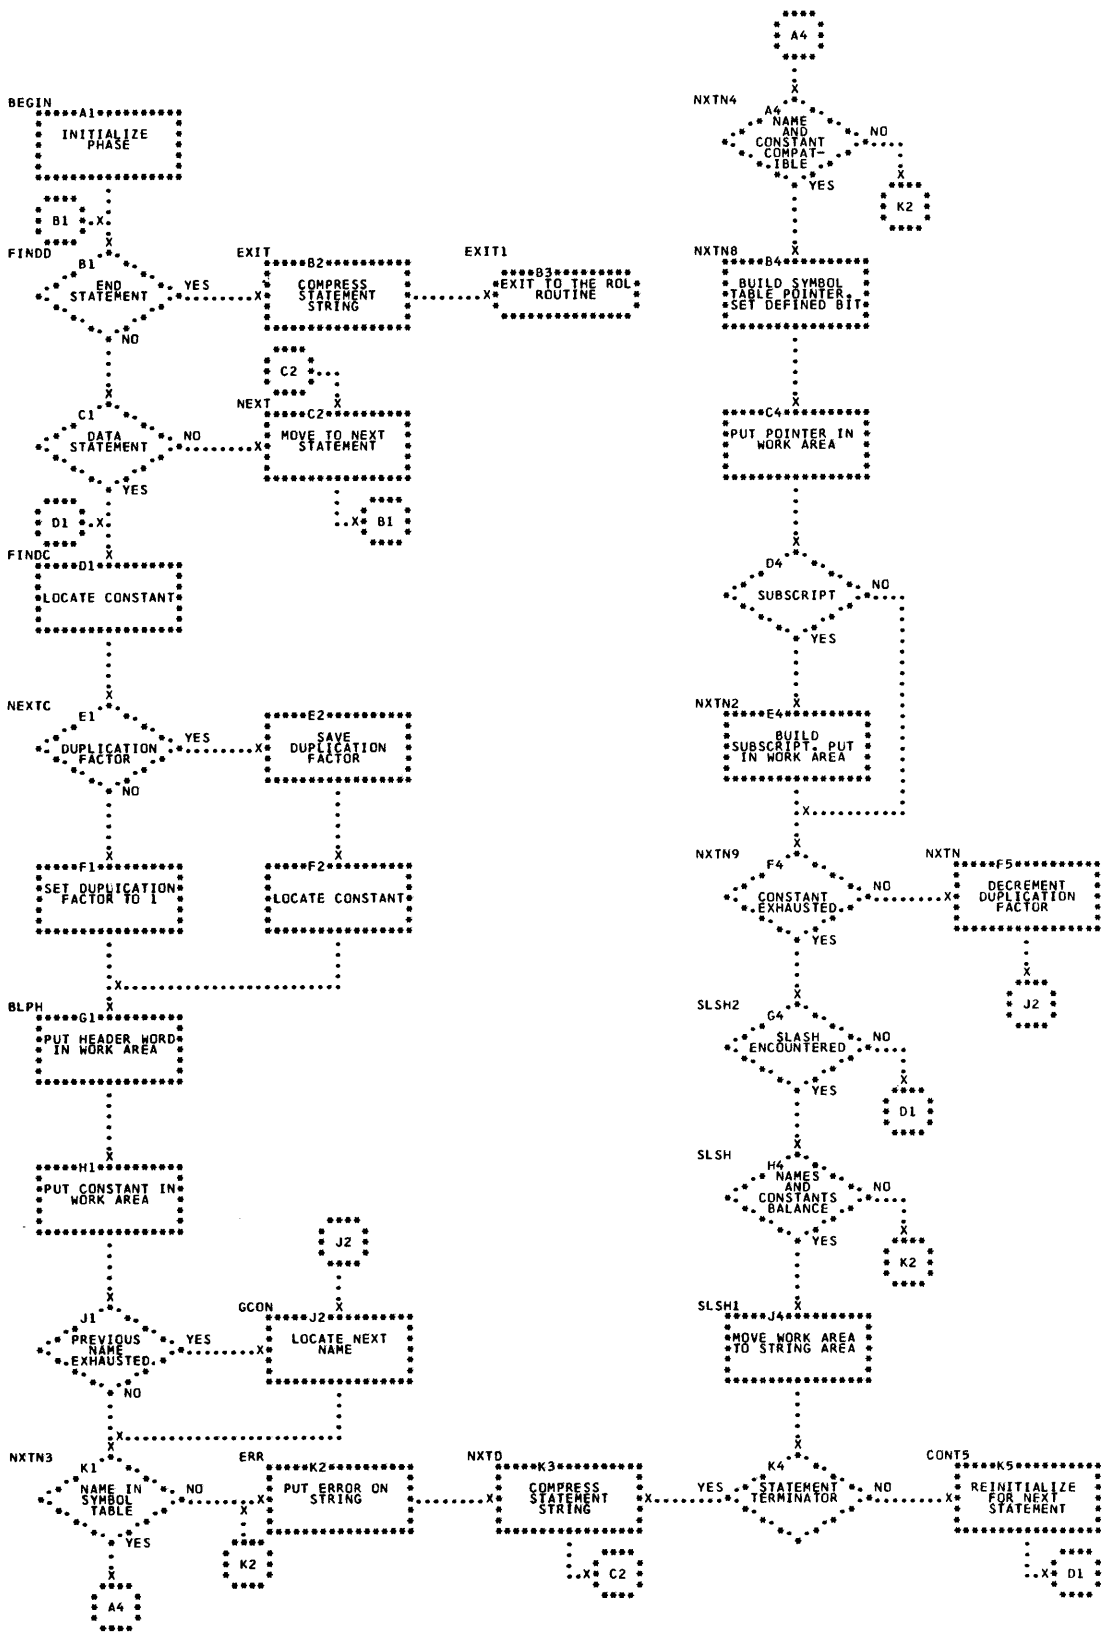 A4
BEGIN
A1
INITIALIZE
PHASE
B1
FINDD
B1
END
STATEMENT
YES
NO
EXIT
B2
COMPRESS
STATEMENT
STRING
EXIT1
B3
EXIT TO THE ROL
ROUTINE
C2
C1
DATA
STATEMENT
NO
YES
NEXT
C2
MOVE TO NEXT
STATEMENT
B1
D1
FINDC
D1
LOCATE CONSTANT
NEXTC
E1
DUPLICATION
FACTOR
YES
NO
E2
SAVE
DUPLICATION
FACTOR
F1
SET DUPLICATION
FACTOR TO 1
F2
LOCATE CONSTANT
BLPH
G1
PUT HEADER WORD
IN WORK AREA
H1
PUT CONSTANT IN
WORK AREA
J2
J1
PREVIOUS
NAME
EXHAUSTED
YES
NO
GCON
J2
LOCATE NEXT
NAME
NXTN3
K1
NAME IN
SYMBOL
TABLE
NO
YES
A4
ERR
K2
PUT ERROR ON
STRING
K2
NXTD
K3
COMPRESS
STATEMENT
STRING
C2
NXTN4
A4
NAME
AND
CONSTANT
COMPAT-
IBLE
NO
YES
K2
NXTN8
B4
BUILD SYMBOL
TABLE POINTER.
SET DEFINED BIT
C4
PUT POINTER IN
WORK AREA
D4
SUBSCRIPT
NO
YES
NXTN2
E4
BUILD
SUBSCRIPT. PUT
IN WORK AREA
NXTN9
F4
CONSTANT
EXHAUSTED
NO
YES
NXTN
F5
DECREMENT
DUPLICATION
FACTOR
J2
SLSH2
G4
SLASH
ENCOUNTERED
NO
YES
D1
SLSH
H4
NAMES
AND
CONSTANTS
BALANCE
NO
YES
K2
SLSH1
J4
MOVE WORK AREA
TO STRING AREA
K4
STATEMENT
TERMINATOR
YES
NO
CONT5
K5
REINITIALIZE
FOR NEXT
STATEMENT
D1